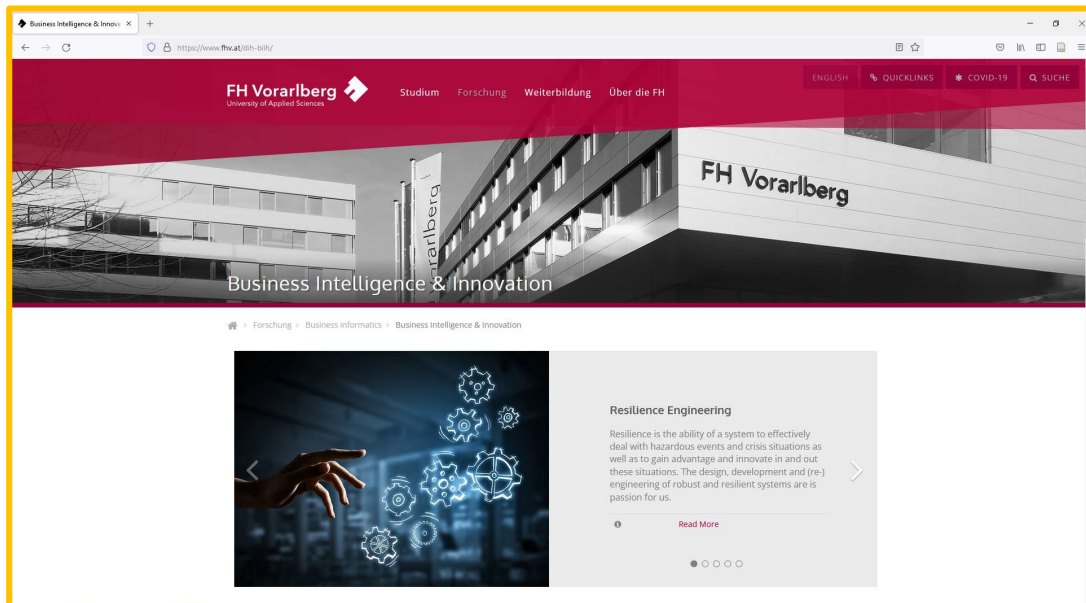 Business Intelligence & Innova
https://www.fhv.at/dih-biih/
ENGLISH
QUICKLINKS
COVID-19
SUCHE
FH Vorarlberg
University of Applied Sciences
Studium
Forschung
Weiterbildung
Über die FH
FH Vorarlberg
orarlberg
Business Intelligence & Innovation
> Forschung > Business Informatics > Business Intelligence & Innovation
Resilience Engineering
Resilience is the ability of a system to effectively
deal with hazardous events and crisis situations as
well as to gain advantage and innovate in and out
these situations. The design, development and (re-)
engineering of robust and resilient systems are is
passion for us.
Read More